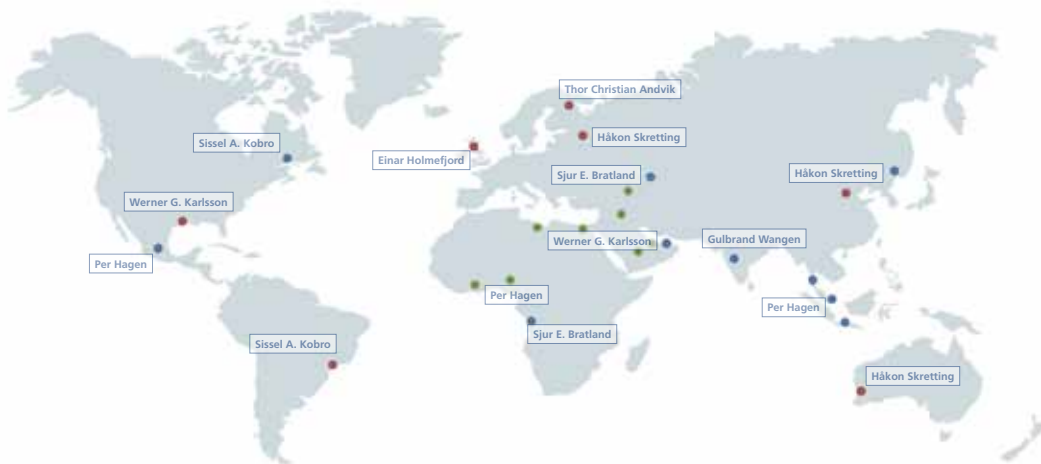 Thor Christian Andvik
Sissel A. Kobro
Håkon Skretting
Einar Holmefjord
Sjur E. Bratland
Håkon Skretting
Werner G. Karlsson
Werner G. Karlsson
Gulbrand Wangen
Per Hagen
Per Hagen
Per Hagen
Sjur E. Bratland
Sissel A. Kobro
Håkon Skretting